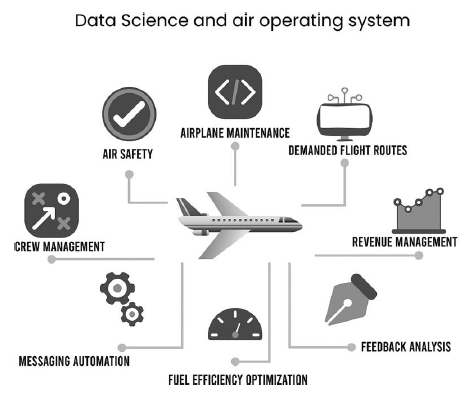 Data Science and air operating system
AIRPLANE MAINTENANCE
AIR SAFETY
DEMANDED FLIGHT ROUTES
CREW MANAGEMENT
REVENUE MANAGEMENT
MESSAGING AUTOMATION
FEEDBACK ANALYSIS
FUEL EFFICIENCY OPTIMIZATION